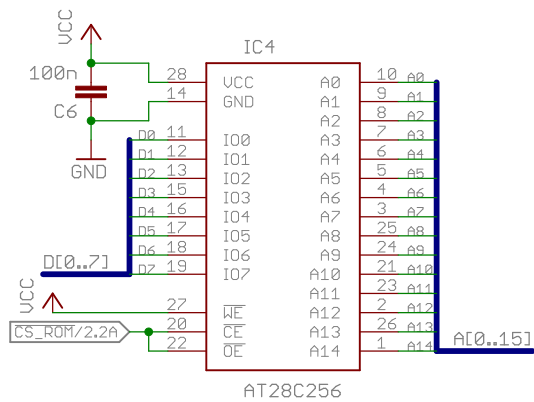 VCC
IC4
100n
C6
GND
28 VCC A0 10 A0
14 GND A1 9 A1
A2 8 A2
D0 11 IO0 A3 7 A3
D1 12 IO1 A4 6 A4
D2 13 IO2 A5 5 A5
D3 15 IO3 A6 4 A6
D4 16 IO4 A7 3 A7
D5 17 IO5 A8 25 A8
D6 18 IO6 A9 24 A9
D7 19 IO7 A10 21 A10
D[0..7]
A11 23 A11
VCC
27 WE A12 2 A12
CS_ROM/2.2A 20 CE A13 26 A13
22 OE A14 1 A14
A[0..15]
AT28C256